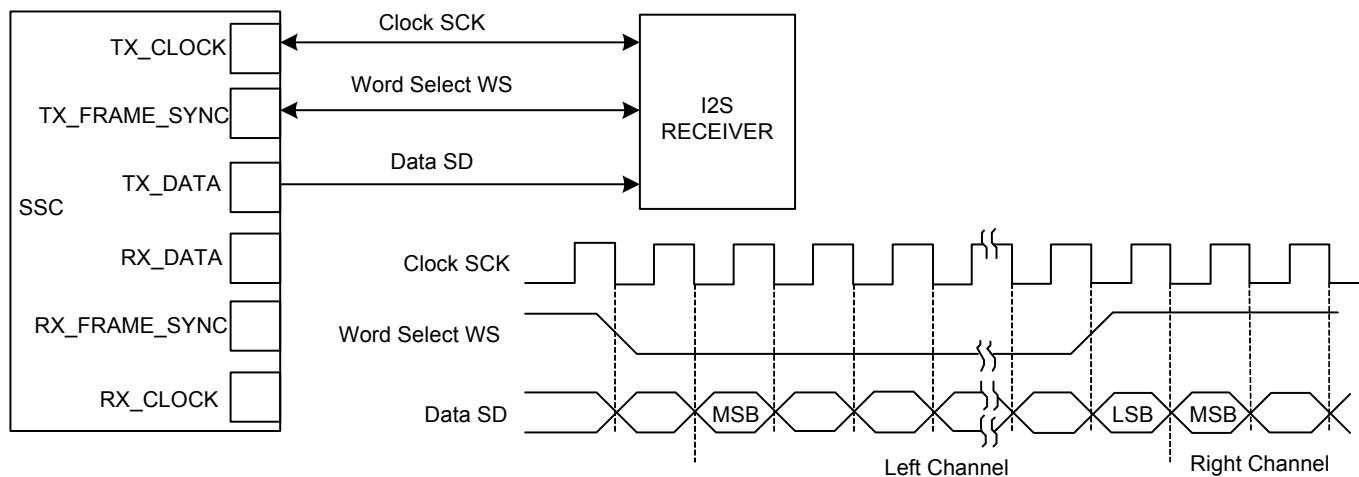 Clock SCK
TX_CLOCK
Word Select WS
TX_FRAME_SYNC
I2S
RECEIVER
Data SD
TX_DATA
SSC
RX_DATA
RX_FRAME_SYNC
RX_CLOCK
Clock SCK
Word Select WS
Data SD
MSB
LSB
MSB
Left Channel
Right Channel